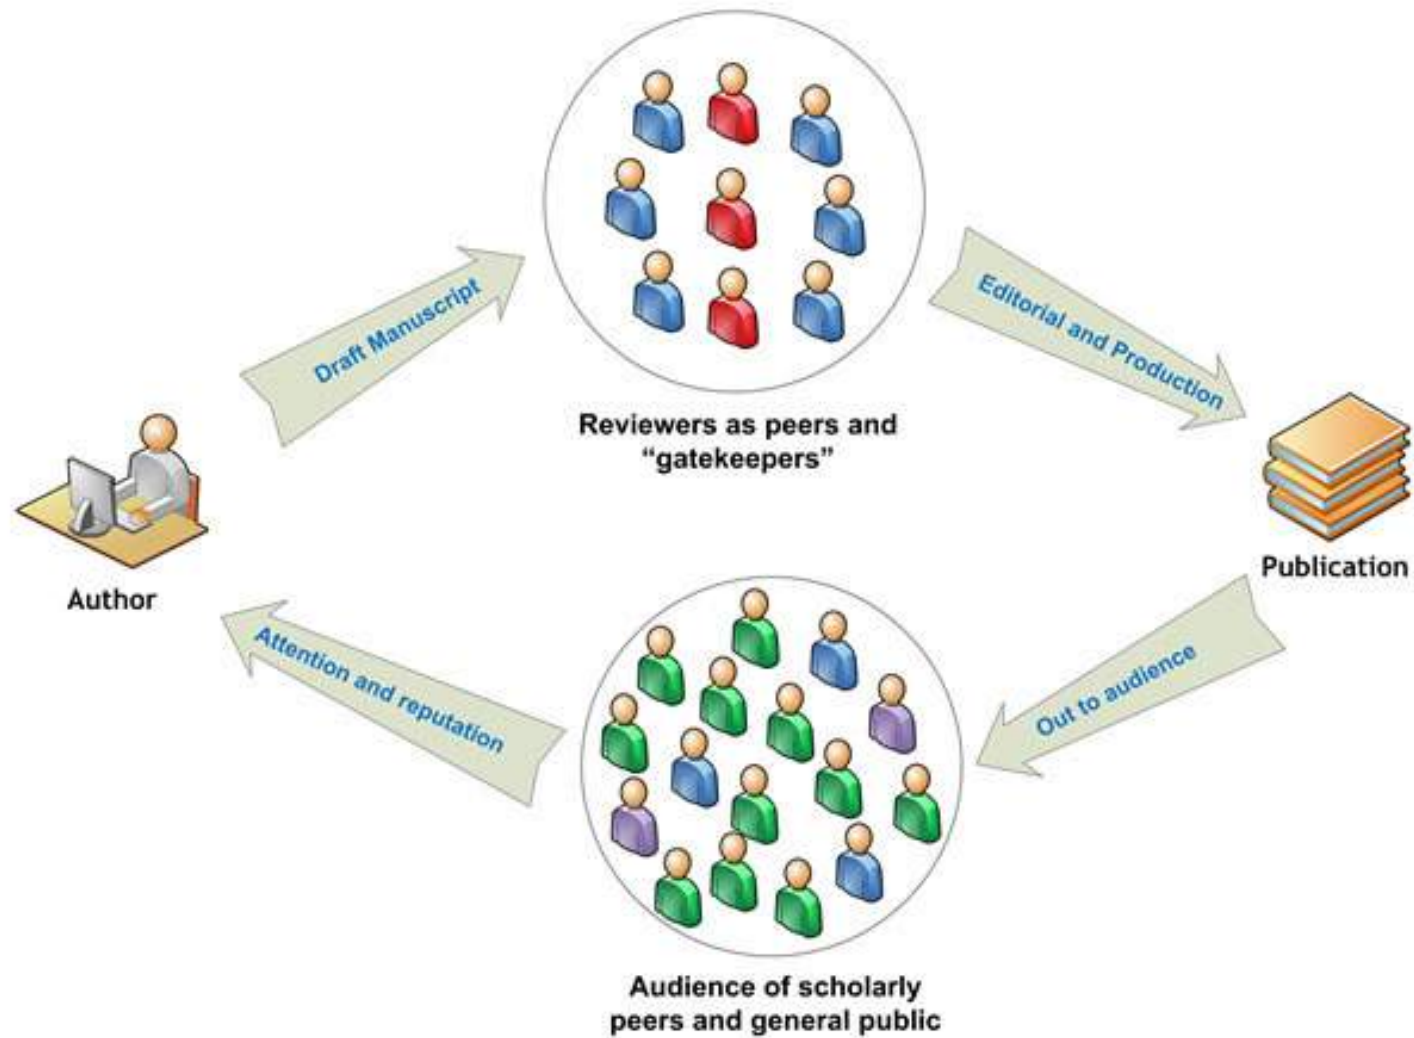 Draft Manuscript
Editorial and Production
Reviewers as peers and
“gatekeepers”
Author
Publication
Attention and reputation
Out to audience
Audience of scholarly
peers and general public